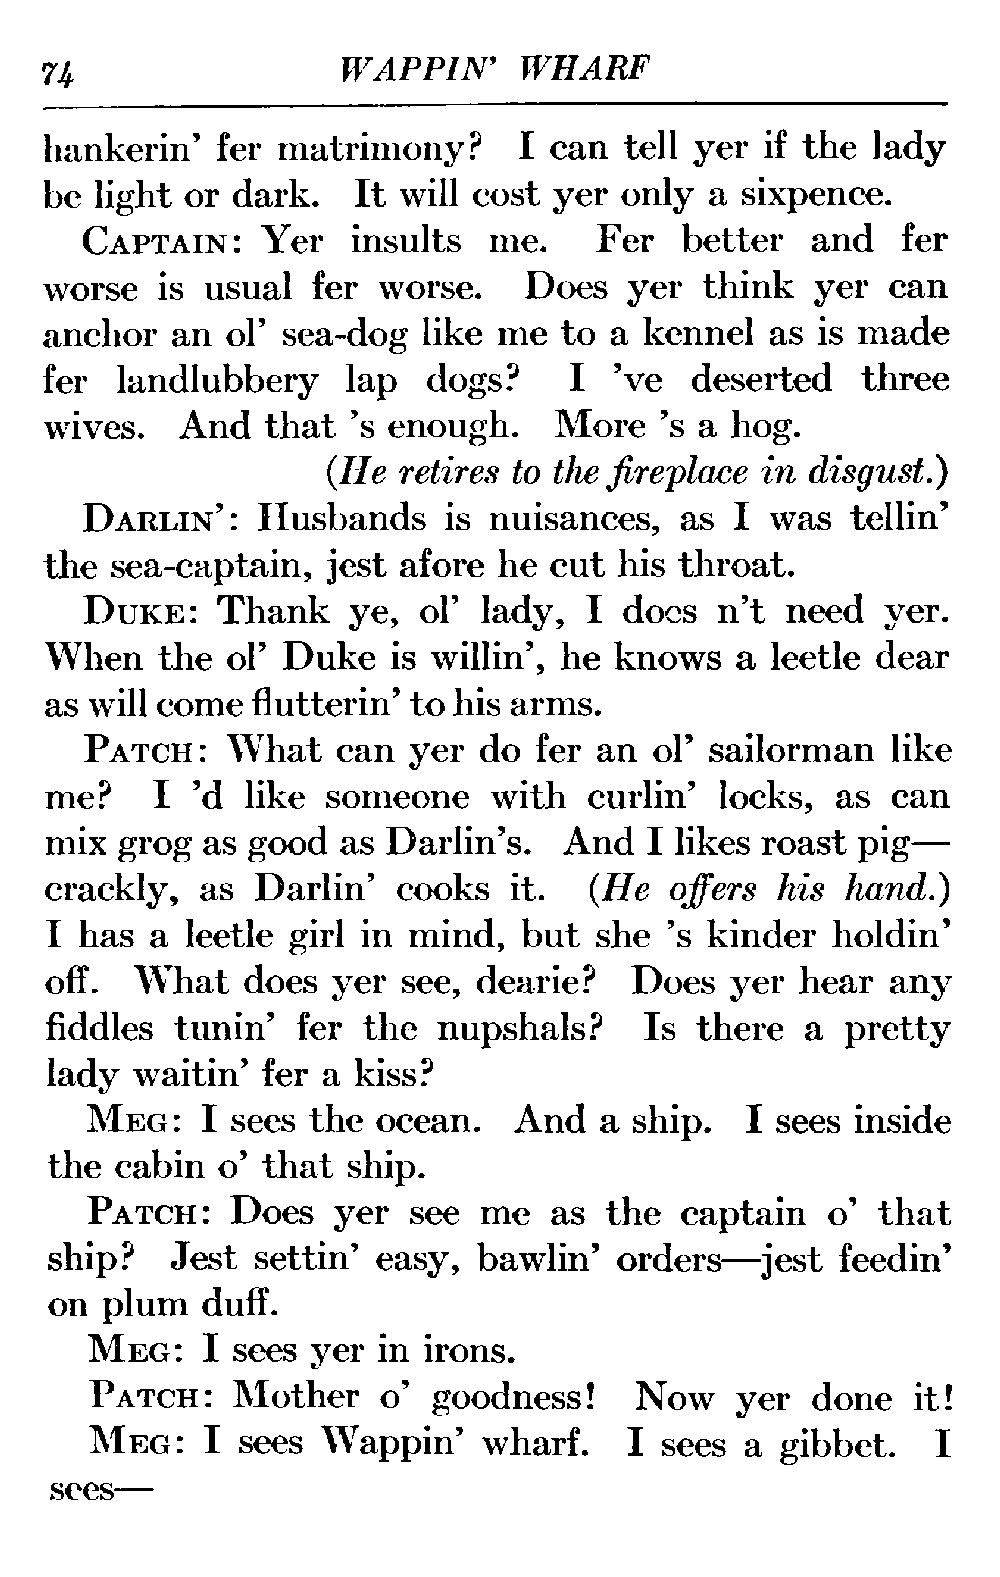 74 WAPPIN' WHARF
hankerin' fer matrimony? I can tell yer if the lady
be light or dark. It will cost yer only a sixpence.
CAPTAIN: Yer insults me. Fer better and fer
worse is usual fer worse. Does yer think yer can
anchor an ol' sea-dog like me to a kennel as is made
fer landlubbery lap dogs? I 've deserted three
wives. And that 's enough. More 's a hog.
(He retires to the fireplace in disgust.)
DARLIN': Husbands is nuisances, as I was tellin'
the sea-captain, jest afore he cut his throat.
DUKE: Thank ye, ol' lady, I does n't need yer.
When the ol' Duke is willin', he knows a leetle dear
as will come flutterin' to his arms.
PATCH: What can yer do fer an ol' sailorman like
me? I 'd like someone with curlin' locks, as can
mix grog as good as Darlin's. And I likes roast pig—
crackly, as Darlin' cooks it. (He offers his hand.)
I has a leetle girl in mind, but she 's kinder holdin'
off. What does yer see, dearie? Does yer hear any
fiddles tunin' fer the nupshals? Is there a pretty
lady waitin' fer a kiss?
MEG: I sees the ocean. And a ship. I sees inside
the cabin o' that ship.
PATCH: Does yer see me as the captain o' that
ship? Jest settin' easy, bawlin' orders—jest feedin'
on plum duff.
MEG: I sees yer in irons.
PATCH: Mother o' goodness! Now yer done it!
MEG: I sees Wappin' wharf. I sees a gibbet. I
sees—